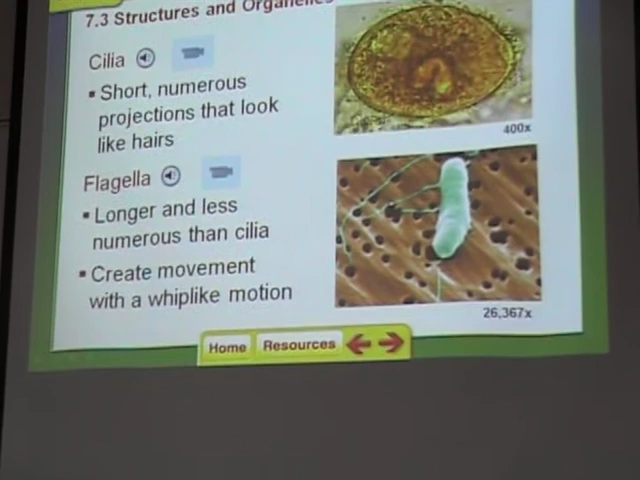 7.3 Structures and Organelles
Cilia
▪ Short, numerous
projections that look
like hairs
400x
Flagella
▪ Longer and less
numerous than cilia
▪ Create movement
with a whiplike motion
26,367x
Home Resources